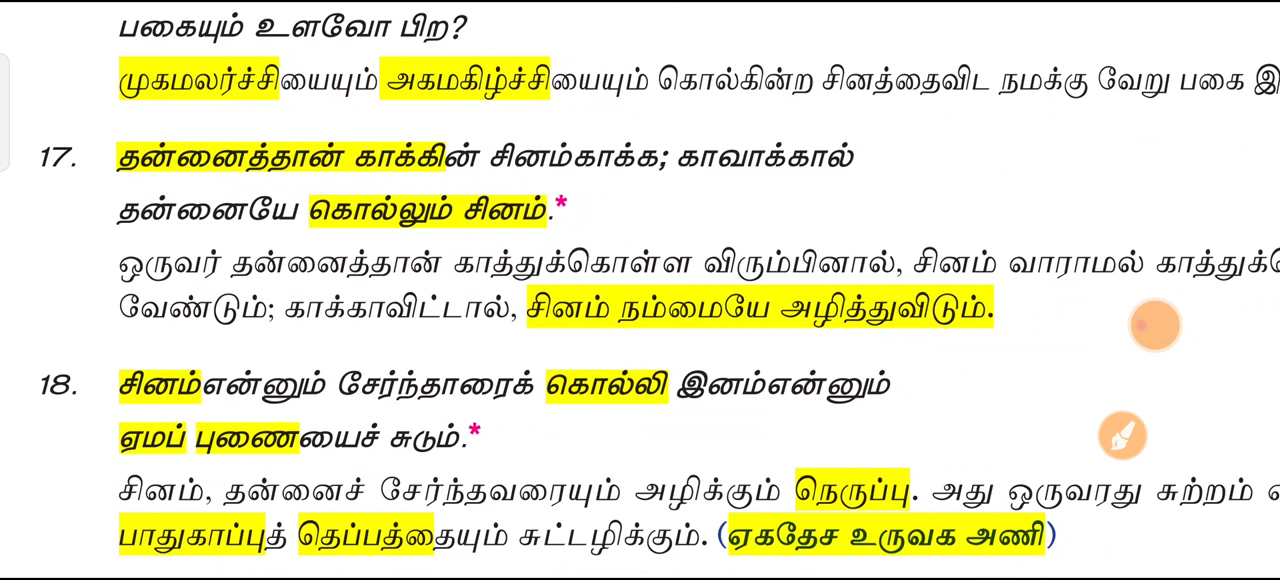 பகையும் உளவோ பிற?
முகமலர்ச்சியையும் அகமகிழ்ச்சியையும் கொல்கின்ற சினத்தைவிட நமக்கு வேறு பகை
17. தன்னைத்தான் காக்கின் சினம்காக்க; காவாக்கால்
தன்னையே கொல்லும் சினம்.*
ஒருவர் தன்னைத்தான் காத்துக்கொள்ள விரும்பினால், சினம் வாராமல்
வேண்டும்; காக்காவிட்டால், சினம் நம்மையே அழித்துவிடும்.
18. சினம்என்னும் சேர்ந்தாரைக் கொல்லி இனம்என்னும்
ஏமப் புணையைச் சுடும்.*
சினம், தன்னைச் சேர்ந்தவரையும் அழிக்கும் நெருப்பு. அது ஒருவரது சுற்றம்
பாதுகாப்புத் தெப்பத்தையும் சுட்டழிக்கும். (ஏகதேச உருவக அணி)